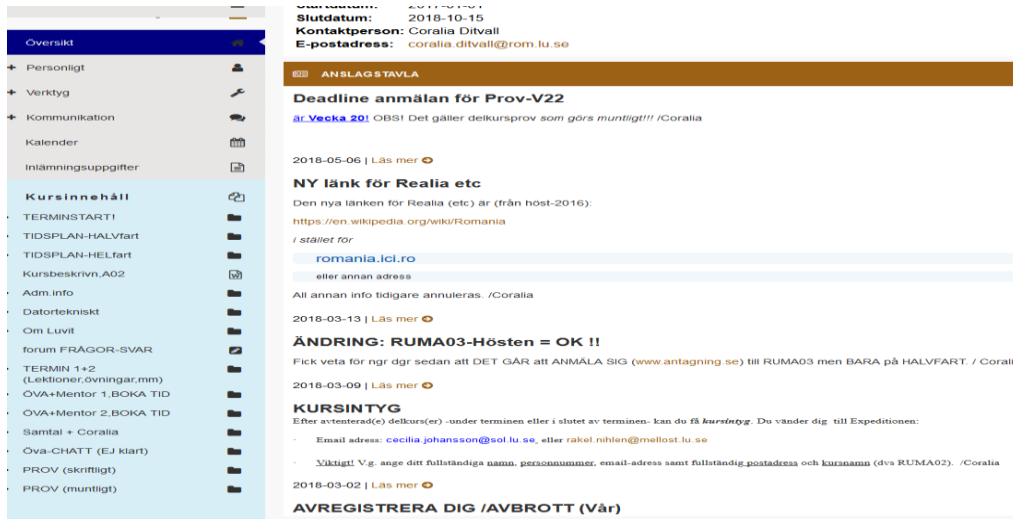 Översikt
Personligt
Verktyg
Kommunikation
Kalender
Inlämningsuppgifter
Kursinnehåll
TERMINSTART!
TIDSPLAN-HALVfart
TIDSPLAN-HELfart
Kursbeskrivn,A02
Adm.info
Datortekniskt
Om Luvit
forum FRÅGOR-SVAR
TERMIN 1+2
(Lektioner,övningar,mm)
ÖVA+Mentor 1,BOKA TID
ÖVA+Mentor 2,BOKA TID
Samtal + Coralia
Öva-CHATT (EJ klart)
PROV (skriftligt)
PROV (muntligt)
Slutdatum: 2018-10-15
Kontaktperson: Coralia Ditvall
E-postadress: coralia.ditvall@rom.lu.se
ANSLAGSTAVLA
Deadline anmälan för Prov-V22
är Vecka 20! OBS! Det gäller delkursprov som görs muntligt!!! /Coralia
2018-05-06 | Läs mer
NY länk för Realia etc
Den nya länken för Realia (etc) är (från höst-2016):
https://en.wikipedia.org/wiki/Romania
i stället för
romania.ici.ro
eller annan adress
All annan info tidigare annuleras. /Coralia
2018-03-13 | Läs mer
ÄNDRING: RUMA03-Hösten = OK !!
Fick veta för ngr dgr sedan att DET GÅR att ANMÄLA SIG (www.antagning.se) till RUMA03 men BARA på HALVFART. / Corali
2018-03-09 | Läs mer
KURSINTYG
Efter avtenterad(e) delkurs(er) -under terminen eller i slutet av terminen- kan du få kursintyg. Du vänder dig till Expeditionen:
· Email adress: cecilia.johansson@sol.lu.se, eller rakel.nihlen@mellost.lu.se
· Viktigt! V.g. ange ditt fullständiga namn, personnummer, email-adress samt fullständig postadress och kursnamn (dvs RUMA02). /Coralia
2018-03-02 | Läs mer
AVREGISTRERA DIG /AVBROTT (Vår)